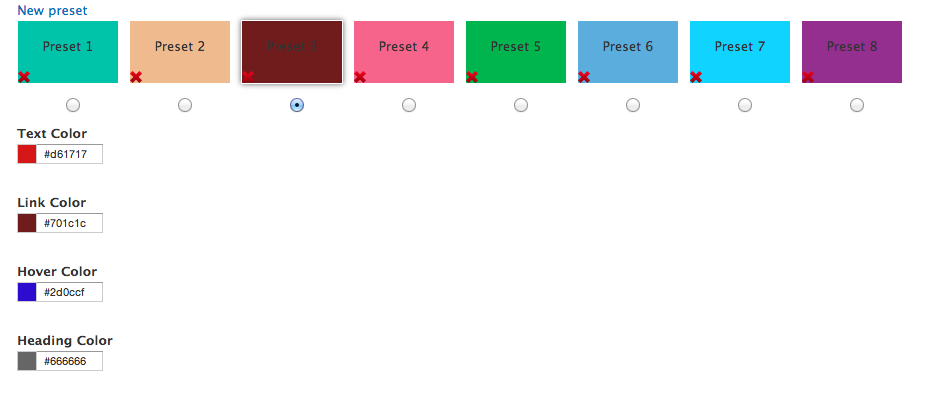 New preset
Preset 1 Preset 2 Preset 3 Preset 4 Preset 5 Preset 6 Preset 7 Preset 8
Text Color
#d61717
Link Color
#701c1c
Hover Color
#2d0ccf
Heading Color
#666666